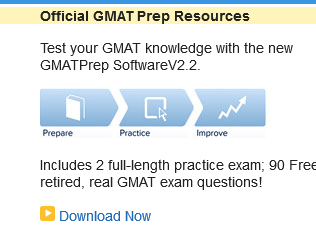 Official GMAT Prep Resources
Test your GMAT knowledge with the new
GMATPrep SoftwareV2.2.
Prepare Practice Improve
Includes 2 full-length practice exam; 90 Free
retired, real GMAT exam questions!
Download Now